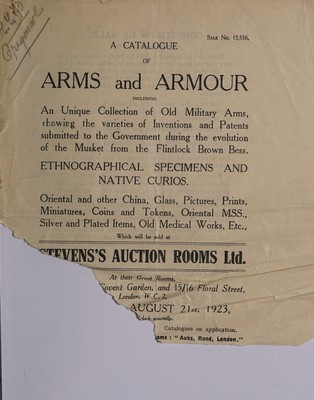 SALE No. 13,558.
A CATALOGUE
OF
ARMS and ARMOUR
INCLUDING
An Unique Collection of Old Military Arms,
showing the varieties of Inventions and Patents
submitted to the Government during the evolution
of the Musket from the Flintlock Brown Bess.
ETHNOGRAPHICAL SPECIMENS AND
NATIVE CURIOS.
Oriental and other China, Glass, Pictures, Prints,
Miniatures, Coins and Tokens, Oriental MSS.,
Silver and Plated Items, Old Medical Works, Etc.,
Which will be sold at
STEVENS'S AUCTION ROOMS Ltd.
At their Great Rooms,
Covent Garden, and 15/16 Floral Street,
London, W.C.2,
AUGUST 21st, 1923,
Catalogues on application.
ams: "Auks, Rand, London."